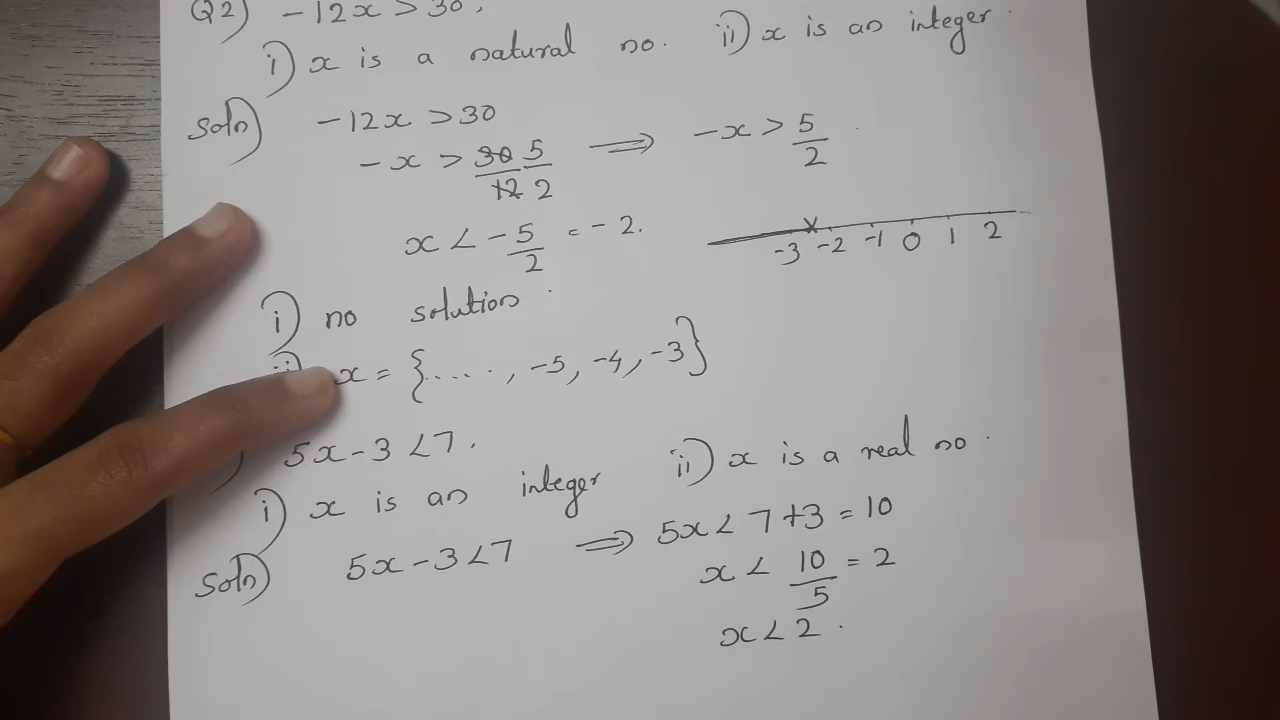 Q2) -12x > 30.
i) x is a natural no. ii) x is an integer.
Soln) -12x > 30
-x > 30/12 5/2 ⟹ -x > 5/2
x < -5/2 = -2.
-3 -2 -1 0 1 2
i) no solution.
ii) x = {....., -5, -4, -3}
) 5x-3 < 7.
i) x is an integer ii) x is a real no.
Soln) 5x-3 < 7 ⟹ 5x < 7+3 = 10
x < 10/5 = 2
x < 2.